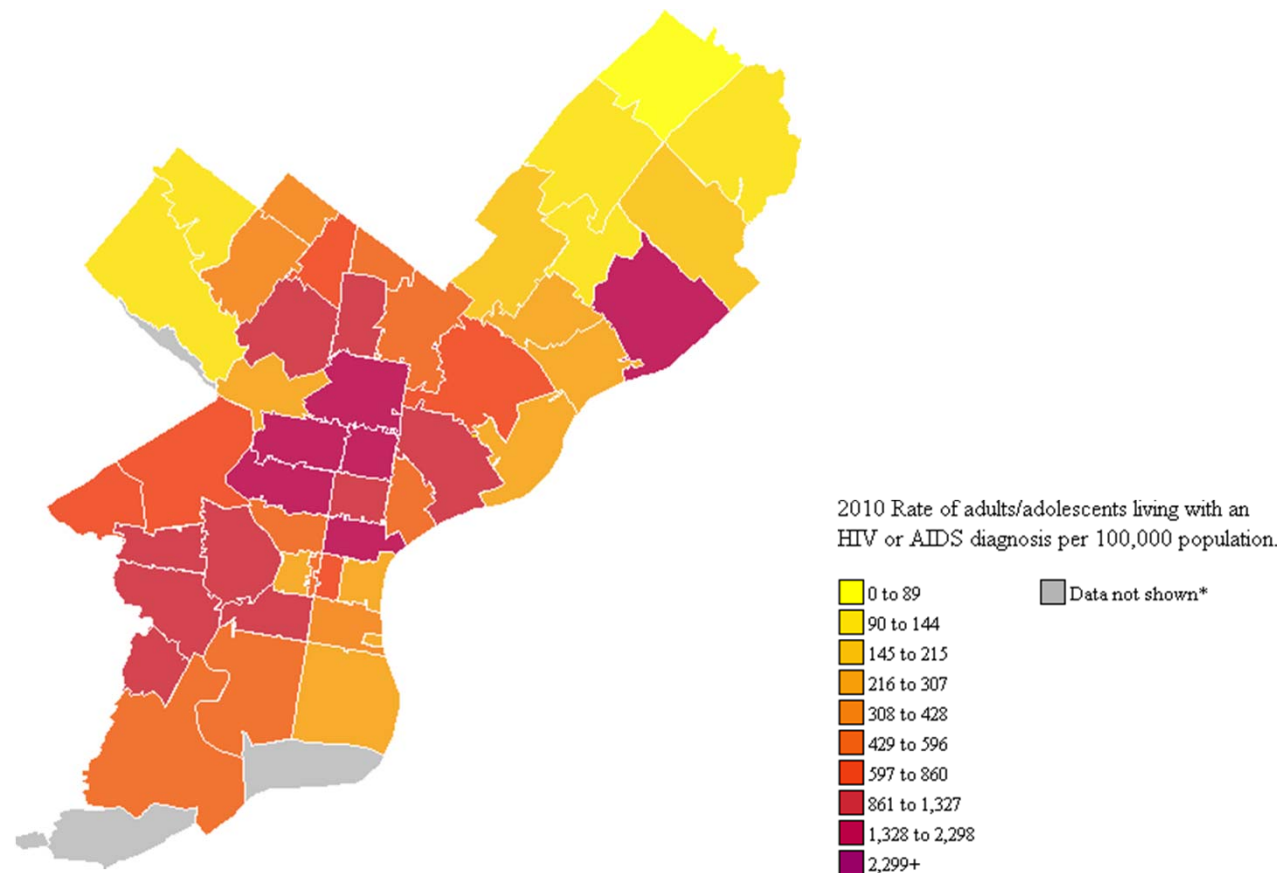 2010 Rate of adults/adolescents living with an
HIV or AIDS diagnosis per 100,000 population.
0 to 89
90 to 144
145 to 215
216 to 307
308 to 428
429 to 596
597 to 860
861 to 1,327
1,328 to 2,298
2,299+
Data not shown*